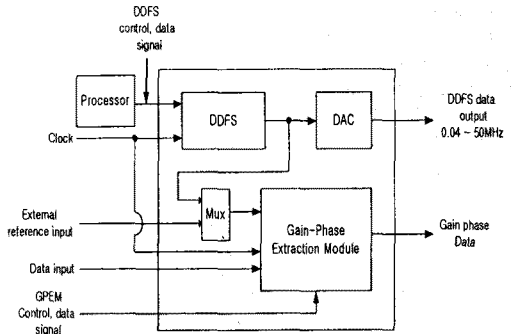 DDFS
control, data
signal
Processor
DDFS
DAC
DDFS data
output
0.04 ~ 50MHz
Clock
Mux
External
reference input
Gain-Phase
Extraction Module
Gain phase
Data
Data input
GPEM
Control, data
signal